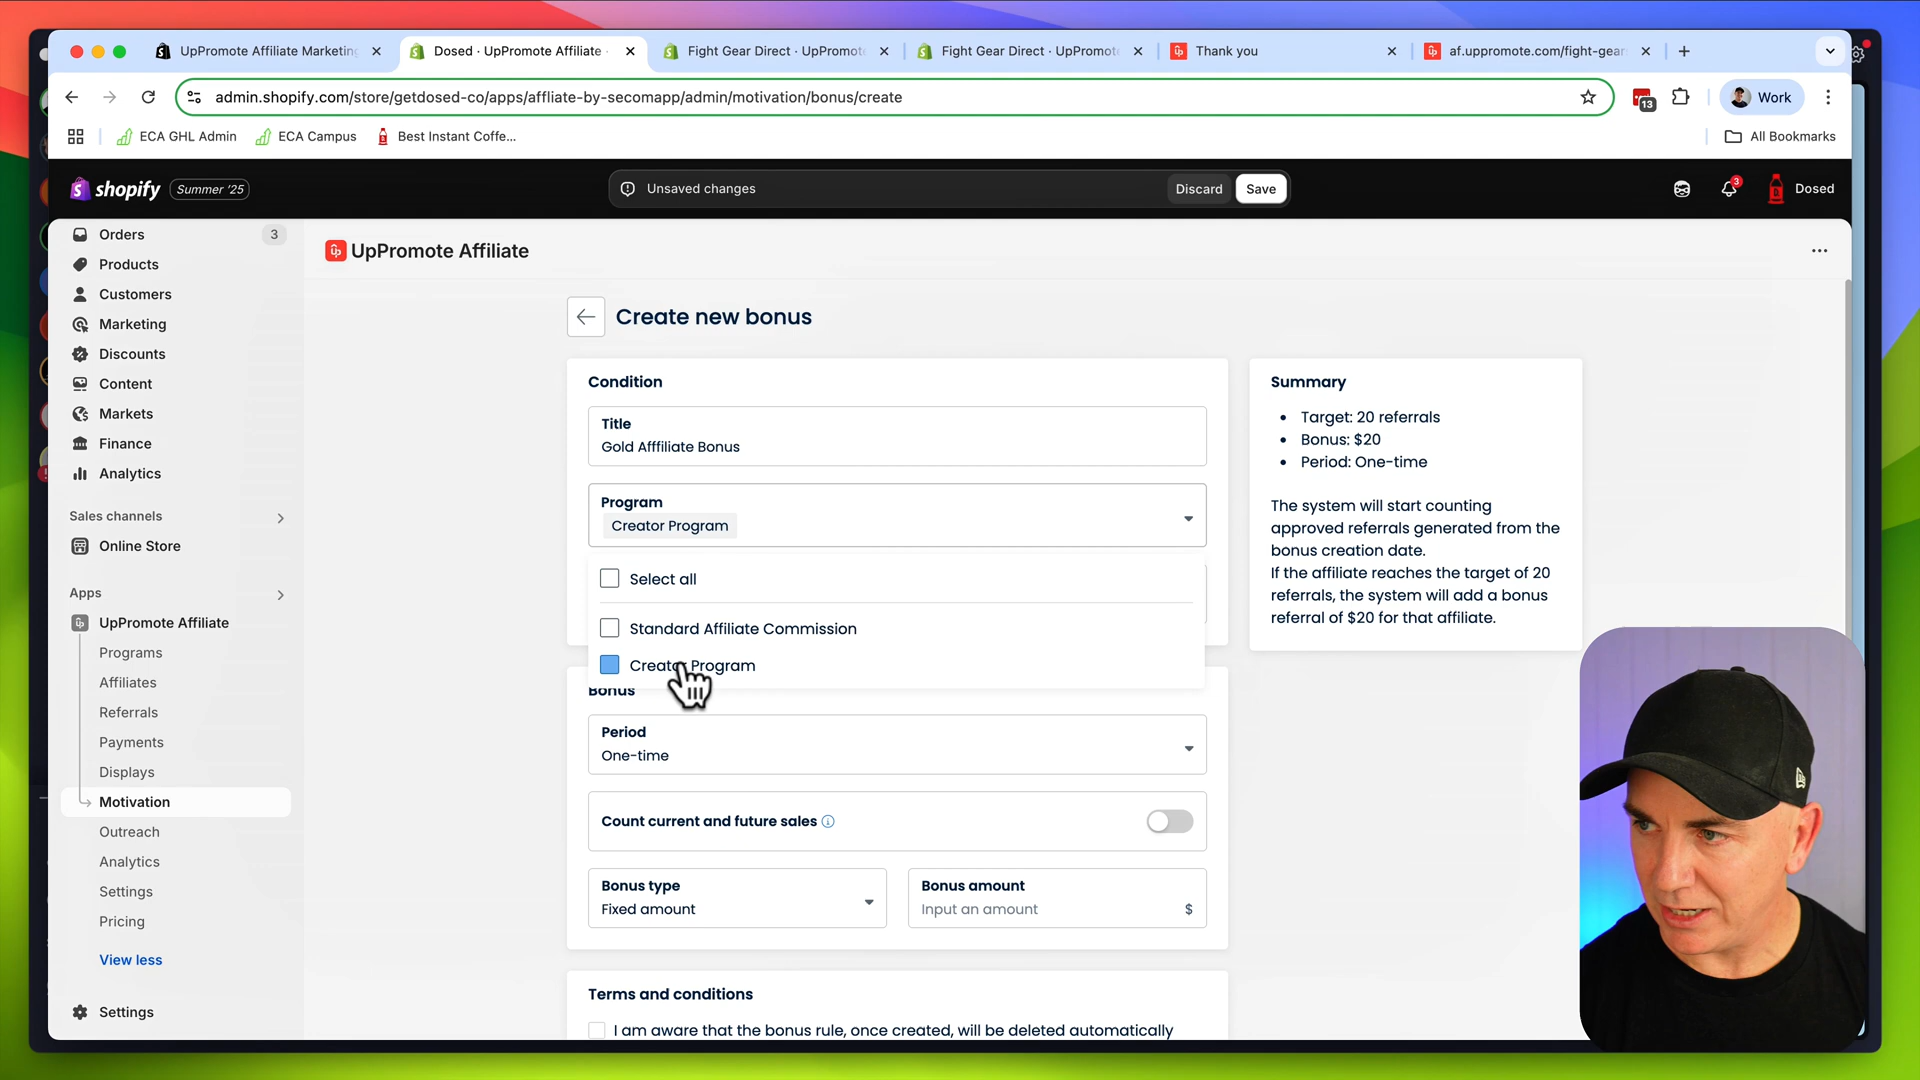 UpPromote Affiliate Marketing
Dosed · UpPromote Affiliate ·
Fight Gear Direct · UpPromote
Fight Gear Direct · UpPromote
Thank you
af.uppromote.com/fight-gear
admin.shopify.com/store/getdosed-co/apps/affliate-by-secomapp/admin/motivation/bonus/create
13
Work
ECA GHL Admin
ECA Campus
Best Instant Coffe...
All Bookmarks
shopify
Summer '25
Unsaved changes
Discard
Save
3
Dosed
Orders
3
Products
Customers
Marketing
Discounts
Content
Markets
Finance
Analytics
Sales channels
Online Store
Apps
UpPromote Affiliate
Programs
Affiliates
Referrals
Payments
Displays
Motivation
Outreach
Analytics
Settings
Pricing
View less
Settings
UpPromote Affiliate
Create new bonus
Condition
Title
Gold Afffiliate Bonus
Program
Creator Program
Select all
Standard Affiliate Commission
Creator Program
Bonus
Period
One-time
Count current and future sales
Bonus type
Fixed amount
Bonus amount
Input an amount
$
Terms and conditions
I am aware that the bonus rule, once created, will be deleted automatically
Summary
• Target: 20 referrals
• Bonus: $20
• Period: One-time
The system will start counting
approved referrals generated from the
bonus creation date.
If the affiliate reaches the target of 20
referrals, the system will add a bonus
referral of $20 for that affiliate.